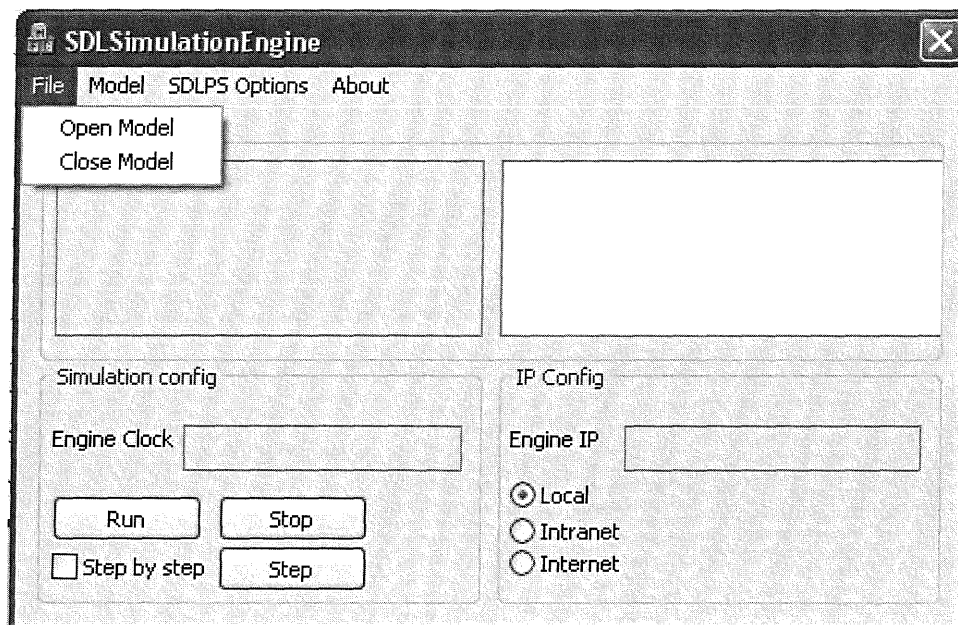 SDLSimulationEngine
File Model SDLPS Options About
Open Model
Close Model
Simulation config
Engine Clock
Run Stop
Step by step Step
IP Config
Engine IP
Local
Intranet
Internet